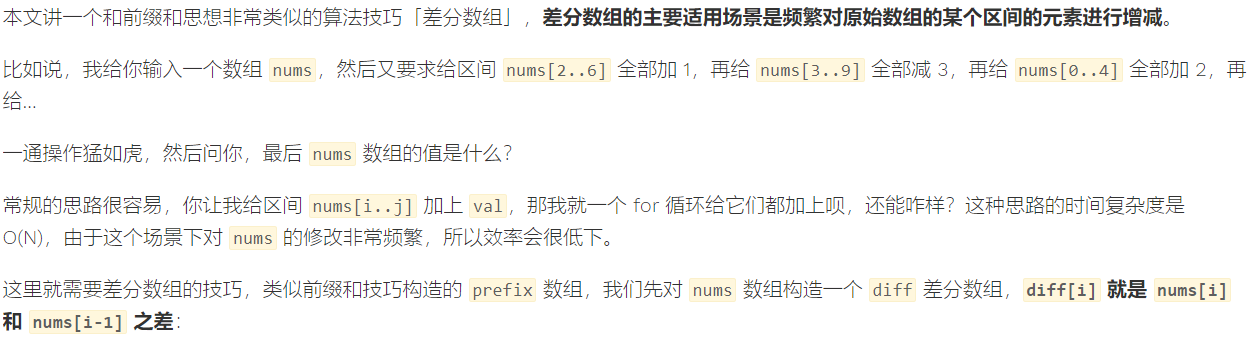 本文讲一个和前缀和思想非常类似的算法技巧「差分数组」，差分数组的主要适用场景是频繁对原始数组的某个区间的元素进行增减。
比如说，我给你输入一个数组 nums，然后又要求给区间 nums[2..6] 全部加 1，再给 nums[3..9] 全部减 3，再给 nums[0..4] 全部加 2，再
给...
一通操作猛如虎，然后问你，最后 nums 数组的值是什么？
常规的思路很容易，你让我给区间 nums[i..j] 加上 val，那我就一个 for 循环给它们都加上呗，还能咋样？这种思路的时间复杂度是
O(N)，由于这个场景下对 nums 的修改非常频繁，所以效率会很低下。
这里就需要差分数组的技巧，类似前缀和技巧构造的 prefix 数组，我们先对 nums 数组构造一个 diff 差分数组，diff[i] 就是 nums[i]
和 nums[i-1] 之差：